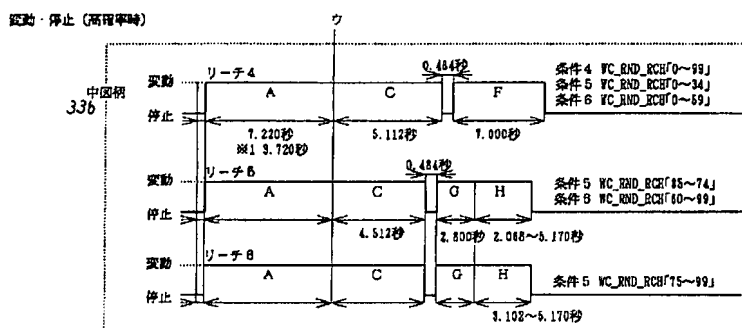 変動・停止（高確率時）
ウ
中図柄
336
変動
停止
リーチ4
A
C
F
0.484秒
7.220秒
※1 3.720秒
5.112秒
7.000秒
条件4 WC_RND_RCH「0～99」
条件5 WC_RND_RCH「0～34」
条件6 WC_RND_RCH「0～59」
変動
停止
リーチ5
A
C
G
H
0.484秒
4.512秒
2.800秒
2.068～5.170秒
条件5 WC_RND_RCH「35～74」
条件6 WC_RND_RCH「60～99」
変動
停止
リーチ6
A
C
G
H
3.102～5.170秒
条件5 WC_RND_RCH「75～99」